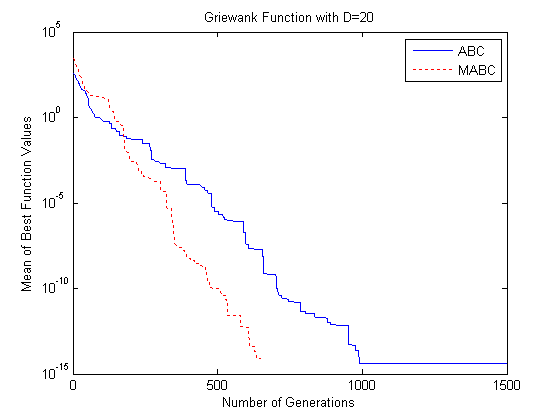 Griewank Function with D=20
ABC
MABC
Mean of Best Function Values
10^5
10^0
10^-5
10^-10
10^-15
0
500
1000
1500
Number of Generations